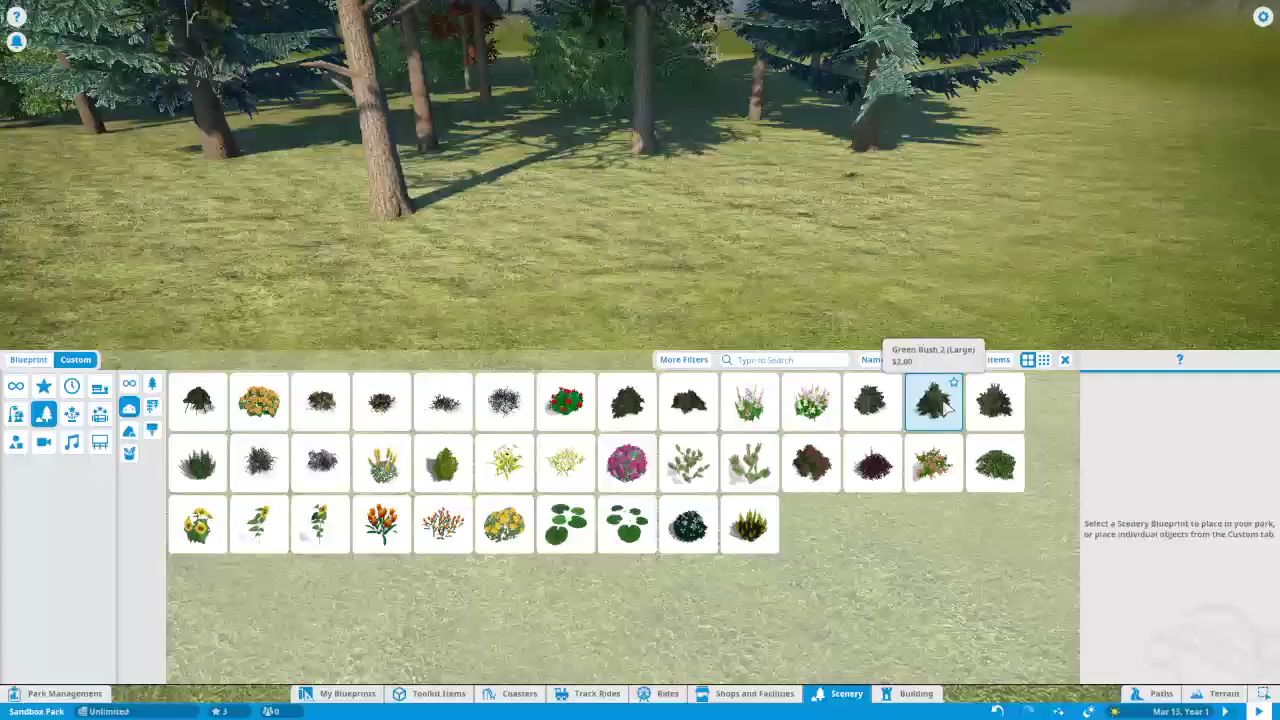 Blueprint Custom More Filters Type to Search Nam Items
Green Bush 2 (Large)
$2.00
Select a Scenery Blueprint to place in your park,
or place individual objects from the Custom tab.
Park Management My Blueprints Toolkit Items Coasters Track Rides Rides Shops and Facilities Scenery Building Paths Terrain
Sandbox Park Unlimited 3 0 Mar 13, Year 1